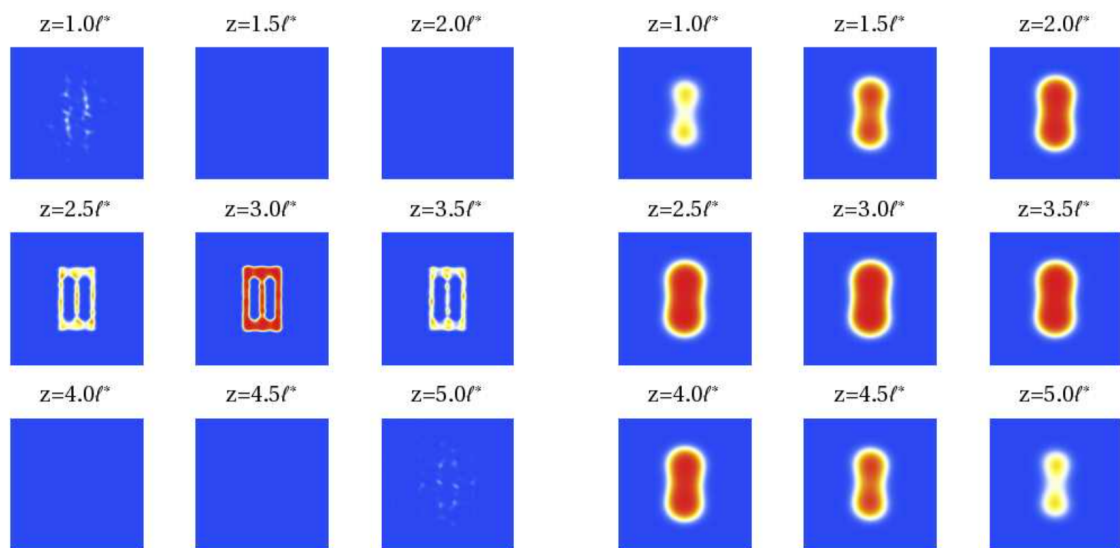 z=1.0ℓ* z=1.5ℓ* z=2.0ℓ* z=1.0ℓ* z=1.5ℓ* z=2.0ℓ*
z=2.5ℓ* z=3.0ℓ* z=3.5ℓ* z=2.5ℓ* z=3.0ℓ* z=3.5ℓ*
z=4.0ℓ* z=4.5ℓ* z=5.0ℓ* z=4.0ℓ* z=4.5ℓ* z=5.0ℓ*